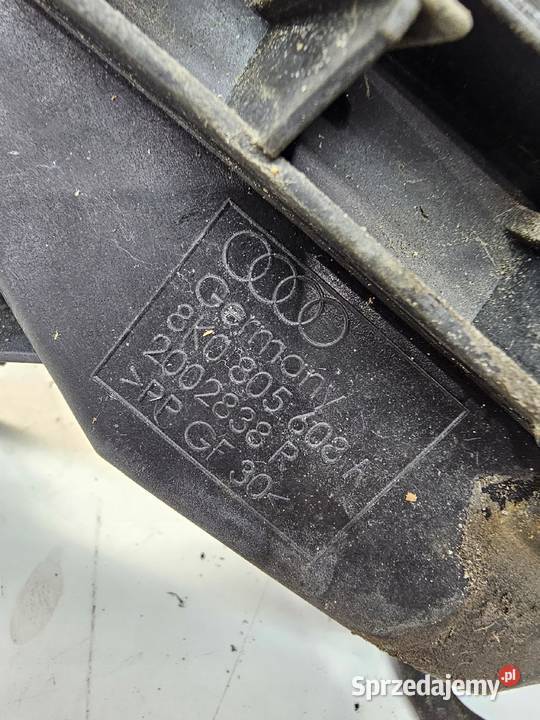 Germany
8K0 805 608 A
2002838 R
>PP GF 30<
Sprzedajemy.pl